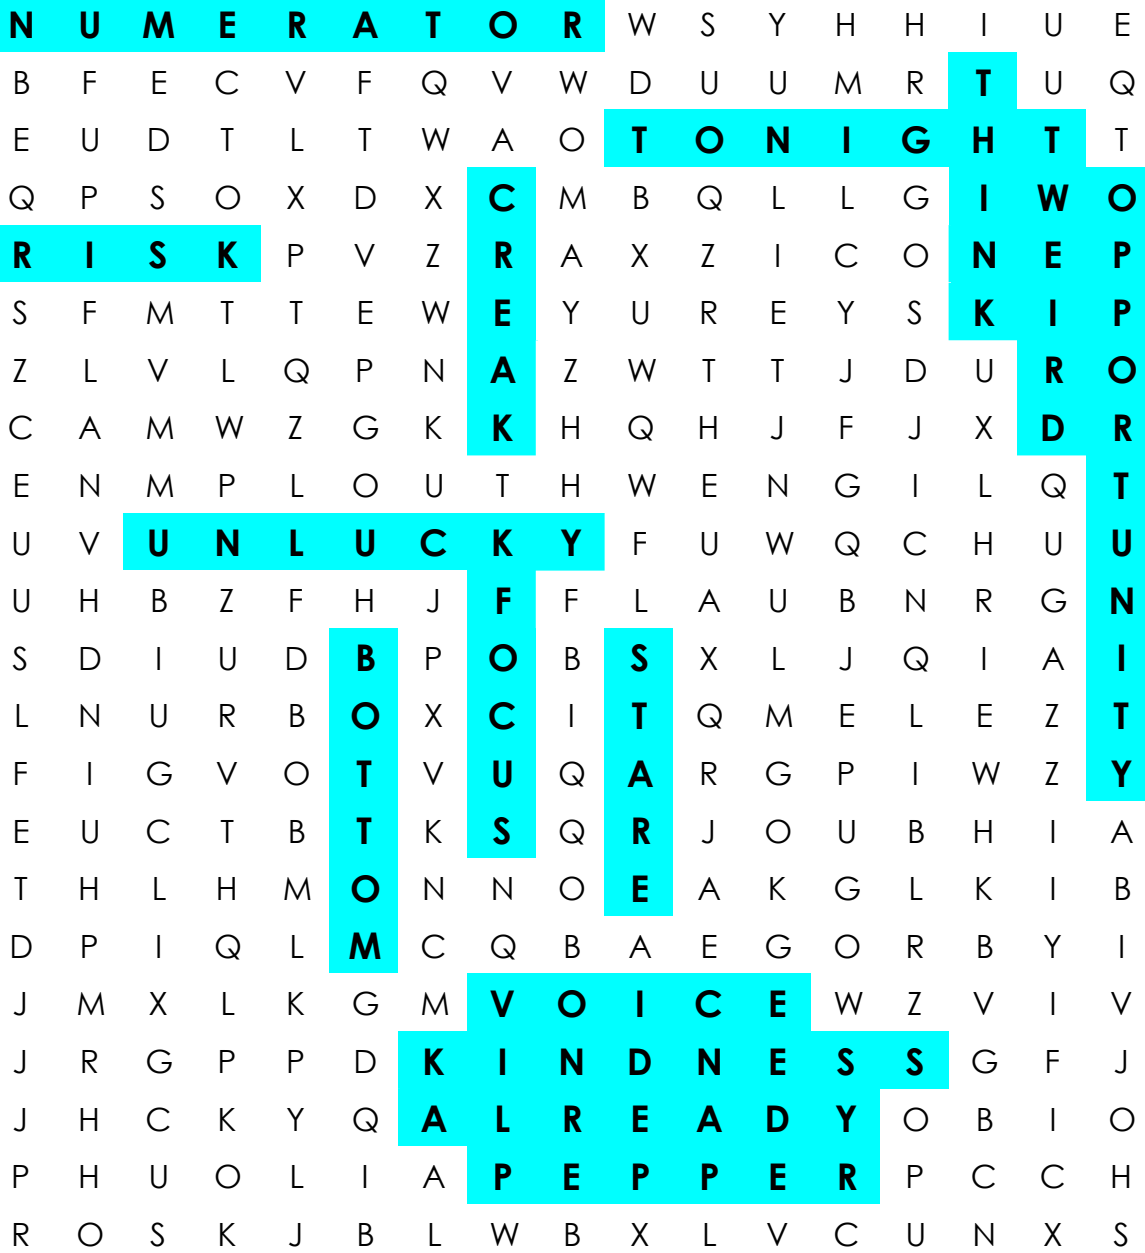 N U M E R A T O R W S Y H H I U E
B F E C V F Q V W D U U M R T U Q
E U D T L T W A O T O N I G H T T
Q P S O X D X C M B Q L L G I W O
R I S K P V Z R A X Z I C O N E P
S F M T T E W E Y U R E Y S K I P
Z L V L Q P N A Z W T T J D U R O
C A M W Z G K K H Q H J F J X D R
E N M P L O U T H W E N G I L Q T
U V U N L U C K Y F U W Q C H U U
U H B Z F H J F F L A U B N R G N
S D I U D B P O B S X L J Q I A I
L N U R B O X C I T Q M E L E Z T
F I G V O T V U Q A R G P I W Z Y
E U C T B T K S Q R J O U B H I A
T H L H M O N N O E A K G L K I B
D P I Q L M C Q B A E G O R B Y I
J M X L K G M V O I C E W Z V I V
J R G P P D K I N D N E S S G F J
J H C K Y Q A L R E A D Y O B I O
P H U O L I A P E P P E R P C C H
R O S K J B L W B X L V C U N X S